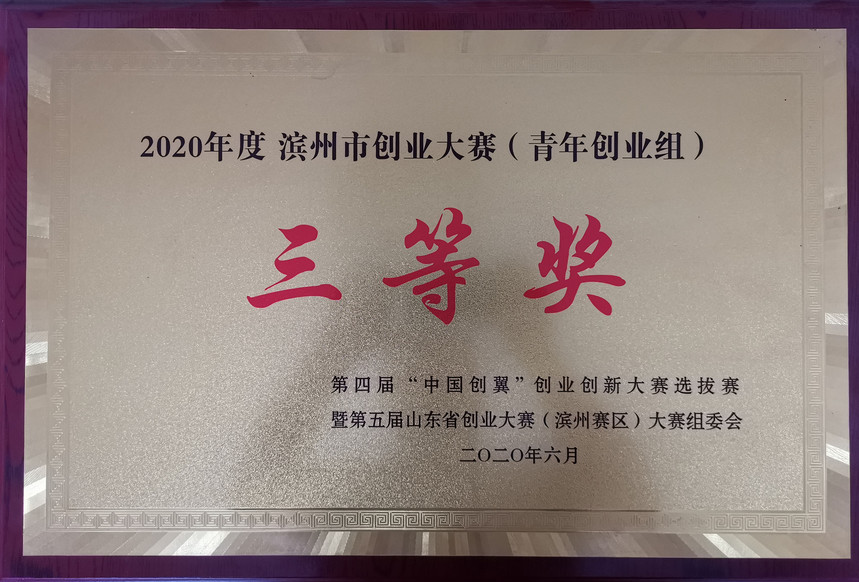 2020年度 滨州市创业大赛（青年创业组）
三等奖
第四届“中国创翼”创业创新大赛选拔赛
暨第五届山东省创业大赛（滨州赛区）大赛组委会
二〇二〇年六月